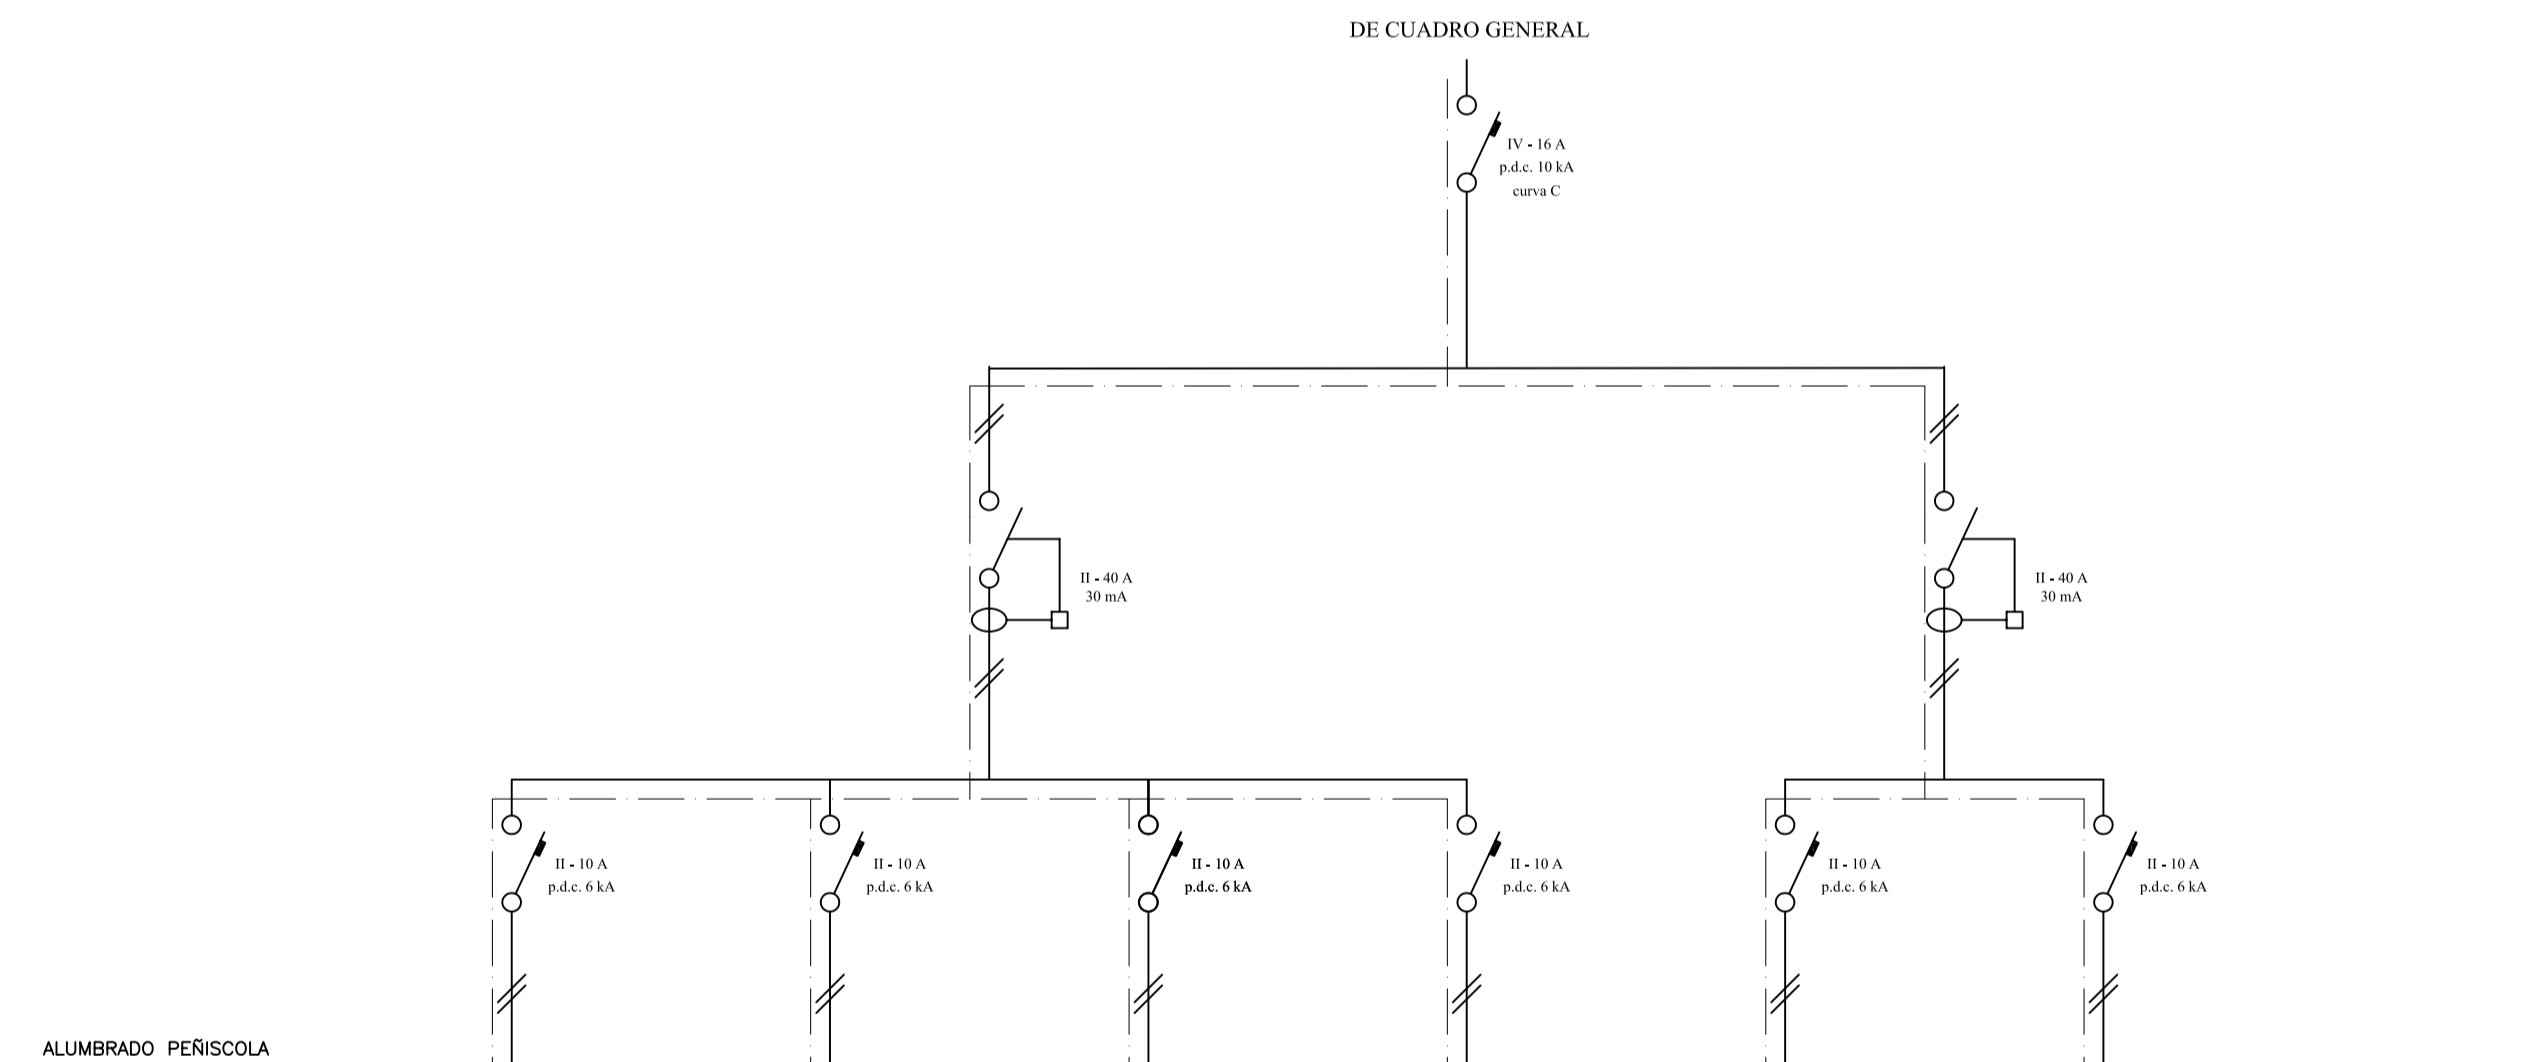 DE CUADRO GENERAL
IV - 16 A
p.d.c. 10 kA
curva C
II - 40 A
30 mA
II - 40 A
30 mA
II - 10 A
p.d.c. 6 kA
II - 10 A
p.d.c. 6 kA
II - 10 A
p.d.c. 6 kA
II - 10 A
p.d.c. 6 kA
II - 10 A
p.d.c. 6 kA
II - 10 A
p.d.c. 6 kA
ALUMBRADO PEÑISCOLA